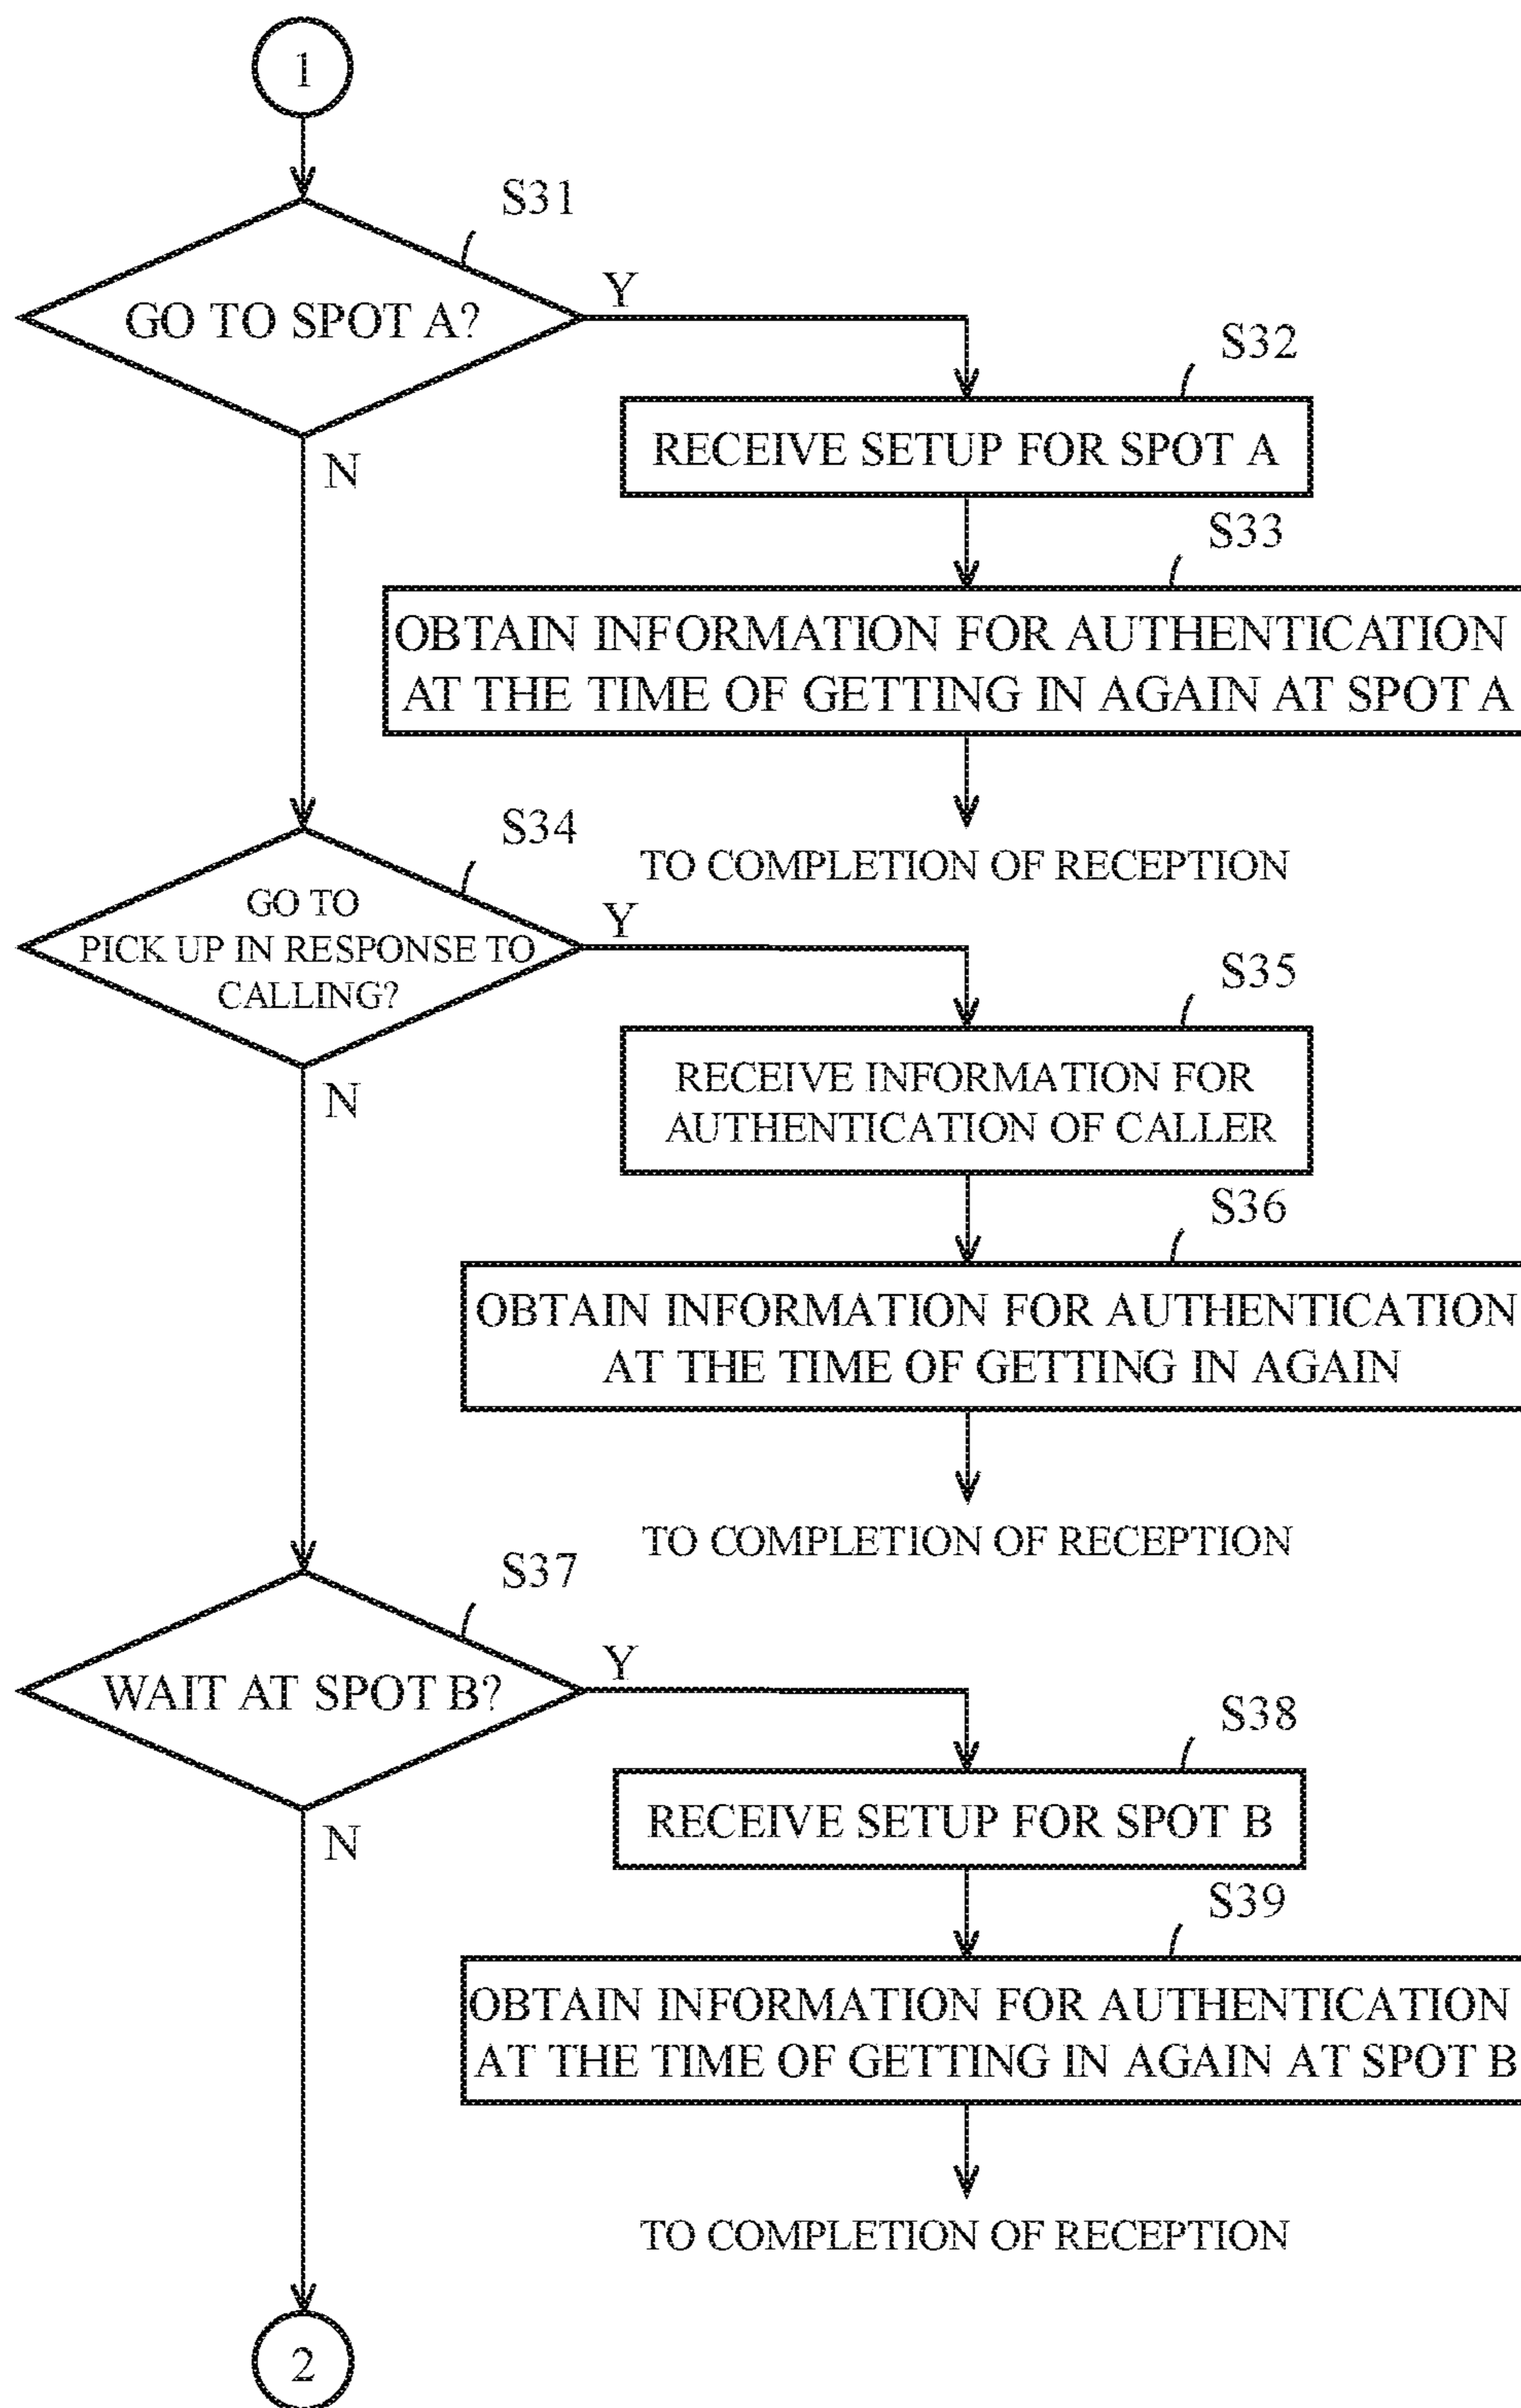 1
S31
GO TO SPOT A?
Y
N
S32
RECEIVE SETUP FOR SPOT A
S33
OBTAIN INFORMATION FOR AUTHENTICATION
AT THE TIME OF GETTING IN AGAIN AT SPOT A
TO COMPLETION OF RECEPTION
S34
GO TO
PICK UP IN RESPONSE TO
CALLING?
Y
N
S35
RECEIVE INFORMATION FOR
AUTHENTICATION OF CALLER
S36
OBTAIN INFORMATION FOR AUTHENTICATION
AT THE TIME OF GETTING IN AGAIN
TO COMPLETION OF RECEPTION
S37
WAIT AT SPOT B?
Y
N
S38
RECEIVE SETUP FOR SPOT B
S39
OBTAIN INFORMATION FOR AUTHENTICATION
AT THE TIME OF GETTING IN AGAIN AT SPOT B
TO COMPLETION OF RECEPTION
2